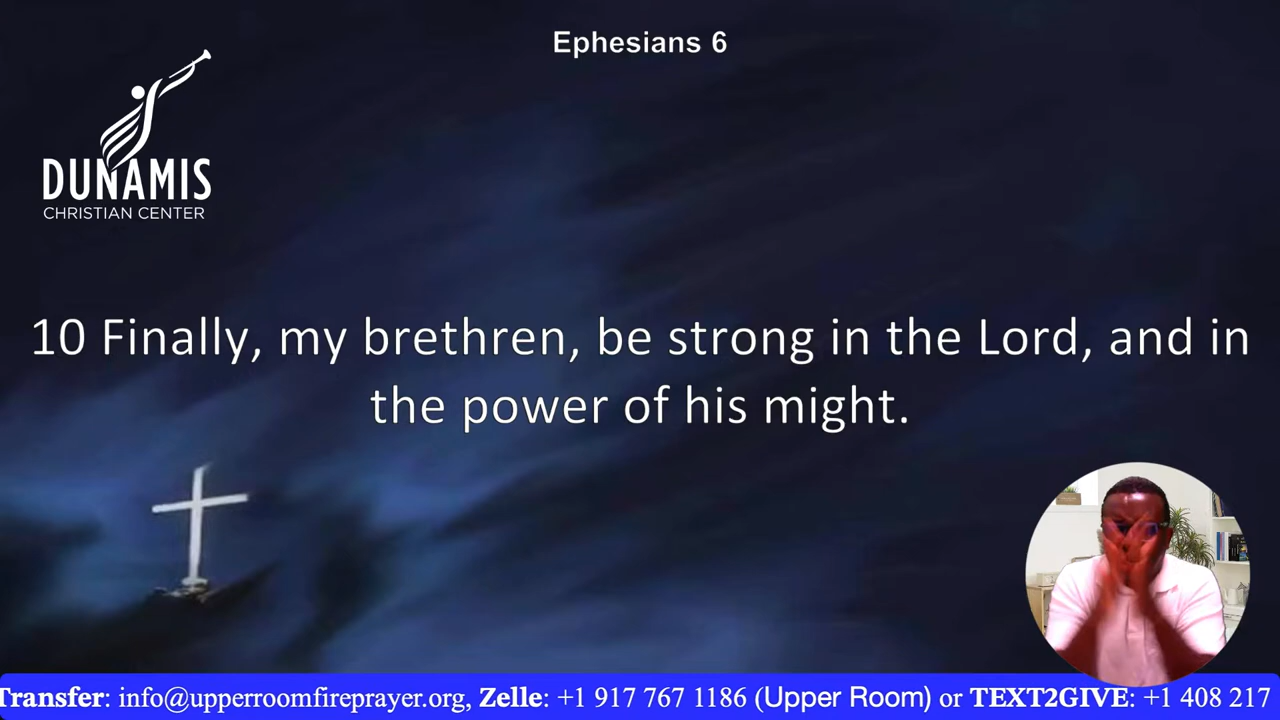 Ephesians 6
DUNAMIS
CHRISTIAN CENTER
10 Finally, my brethren, be strong in the Lord, and in
the power of his might.
Transfer: info@upperroomfireprayer.org, Zelle: +1 917 767 1186 (Upper Room) or TEXT2GIVE: +1 408 217